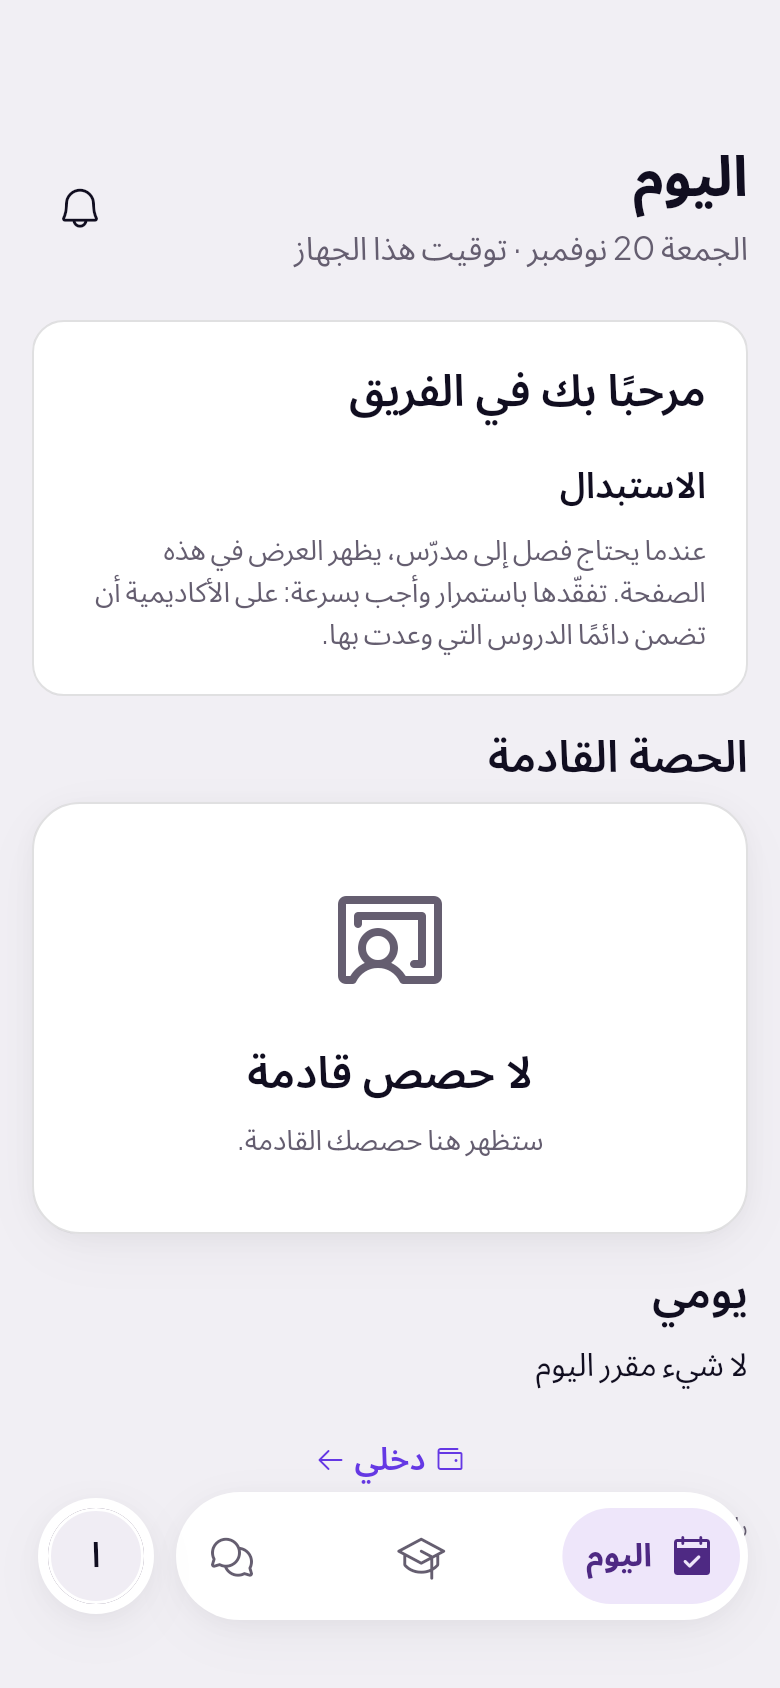 اليوم
الجمعة 20 نوفمبر · توقيت هذا الجهاز
مرحبًا بك في الفريق
الاستبدال
عندما يحتاج فصل إلى مدرّس، يظهر العرض في هذه
الصفحة. تفقّدها باستمرار وأجب بسرعة: على الأكاديمية أن
تضمن دائمًا الدروس التي وعدت بها.
الحصة القادمة
لا حصص قادمة
ستظهر هنا حصصك القادمة.
يومي
لا شيء مقرر اليوم
دخلي
اليوم
ا